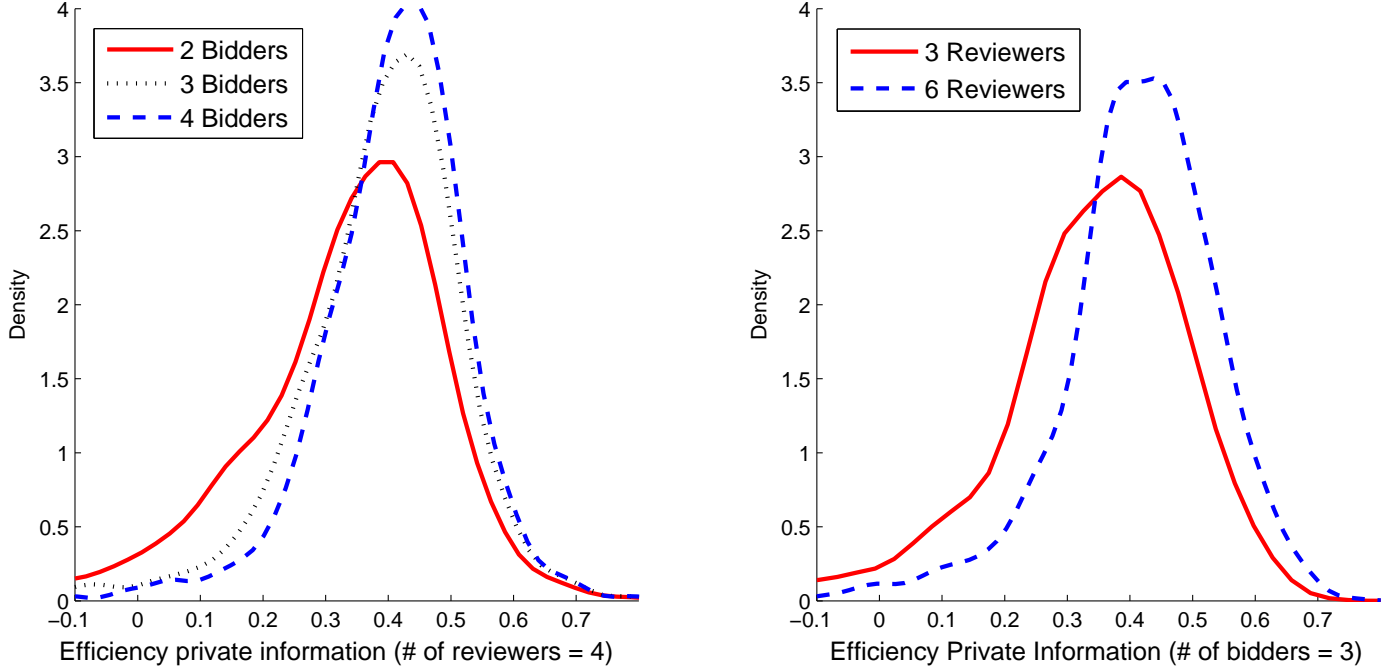 4
3.5
3
2.5
2
1.5
1
0.5
0
Density
2 Bidders
3 Bidders
4 Bidders
−0.1 0 0.1 0.2 0.3 0.4 0.5 0.6 0.7
Efficiency private information (# of reviewers = 4)
4
3.5
3
2.5
2
1.5
1
0.5
0
Density
3 Reviewers
6 Reviewers
−0.1 0 0.1 0.2 0.3 0.4 0.5 0.6 0.7
Efficiency Private Information (# of bidders = 3)